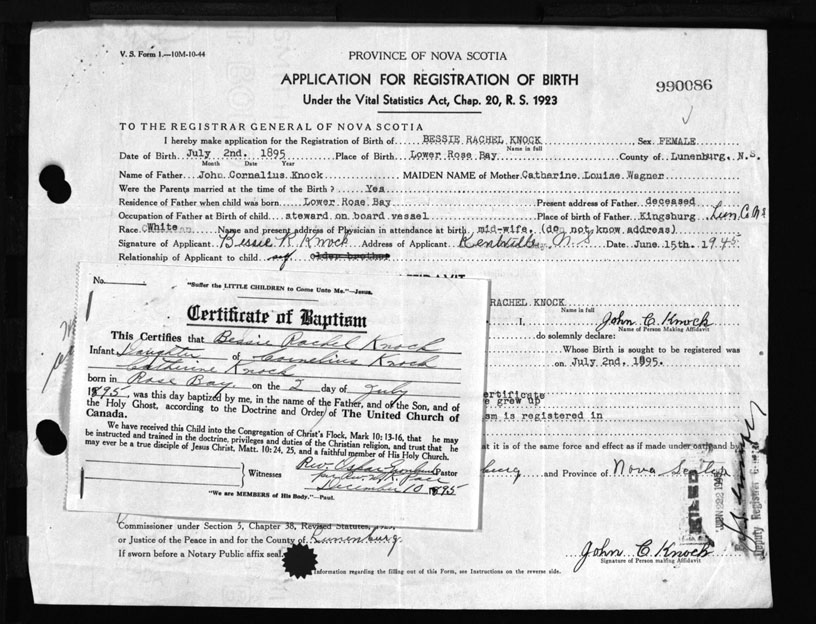 V. S. Form 1.—10M-10-44
PROVINCE OF NOVA SCOTIA
APPLICATION FOR REGISTRATION OF BIRTH
990086
Under the Vital Statistics Act, Chap. 20, R. S. 1923
TO THE REGISTRAR GENERAL OF NOVA SCOTIA
I hereby make application for the Registration of Birth of BESSIE RACHEL KNOCK Sex FEMALE
Name in full
Date of Birth July 2nd. 1895 Place of Birth Lower Rose Bay County of Lunenburg, N.S.
Month Date Year
Name of Father John Cornelius Knock MAIDEN NAME of Mother Catharine Louise Wagner
Were the Parents married at the time of the Birth? Yes
Residence of Father when child was born Lower Rose Bay Present address of Father deceased
Occupation of Father at Birth of child steward on board vessel Place of birth of Father Kingsburg Lun. Co. N.S.
Race White Name and present address of Physician in attendance at birth mid-wife, (do not know address)
Signature of Applicant Bessie R. Knock Address of Applicant Kentville, N.S. Date June 15th. 1945
Relationship of Applicant to child self older brother
AFFIDAVIT
RACHEL KNOCK
Name in full
I, John C. Knock
Name of Person Making Affidavit
do solemnly declare:
Whose Birth is sought to be registered was
on July 2nd. 1895.
certificate
grew up
ism is registered in
at it is of the same force and effect as if made under oath and by
burg and Province of Nova Scotia
No.
"Suffer the LITTLE CHILDREN to Come Unto Me."—Jesus.
Certificate of Baptism
This Certifies that Bessie Rachel Knock
Infant Daughter of Cornelius Knock
Catherine Knock
born in Rose Bay on the 2 day of July
1895, was this day baptized by me, in the name of the Father, and of the Son, and of
the Holy Ghost, according to the Doctrine and Order of The United Church of
Canada.
We have received this Child into the Congregation of Christ's Flock, Mark 10; 13-16, that he may
be instructed and trained in the doctrine, privileges and duties of the Christian religion, and trust that he
may ever be a true disciple of Jesus Christ, Matt. 10: 24, 25, and a faithful member of His Holy Church.
Rev. Pastor
Witnesses
December 10 1895
"We are MEMBERS of His Body."—Paul.
FILED
Deputy Registrar General
Commissioner under Section 5, Chapter 38, Revised Statutes,
or Justice of the Peace in and for the County of Lunenburg.
If sworn before a Notary Public affix seal.
John C. Knock
Signature of Person making Affidavit
Information regarding the filling out of this Form, see Instructions on the reverse side.